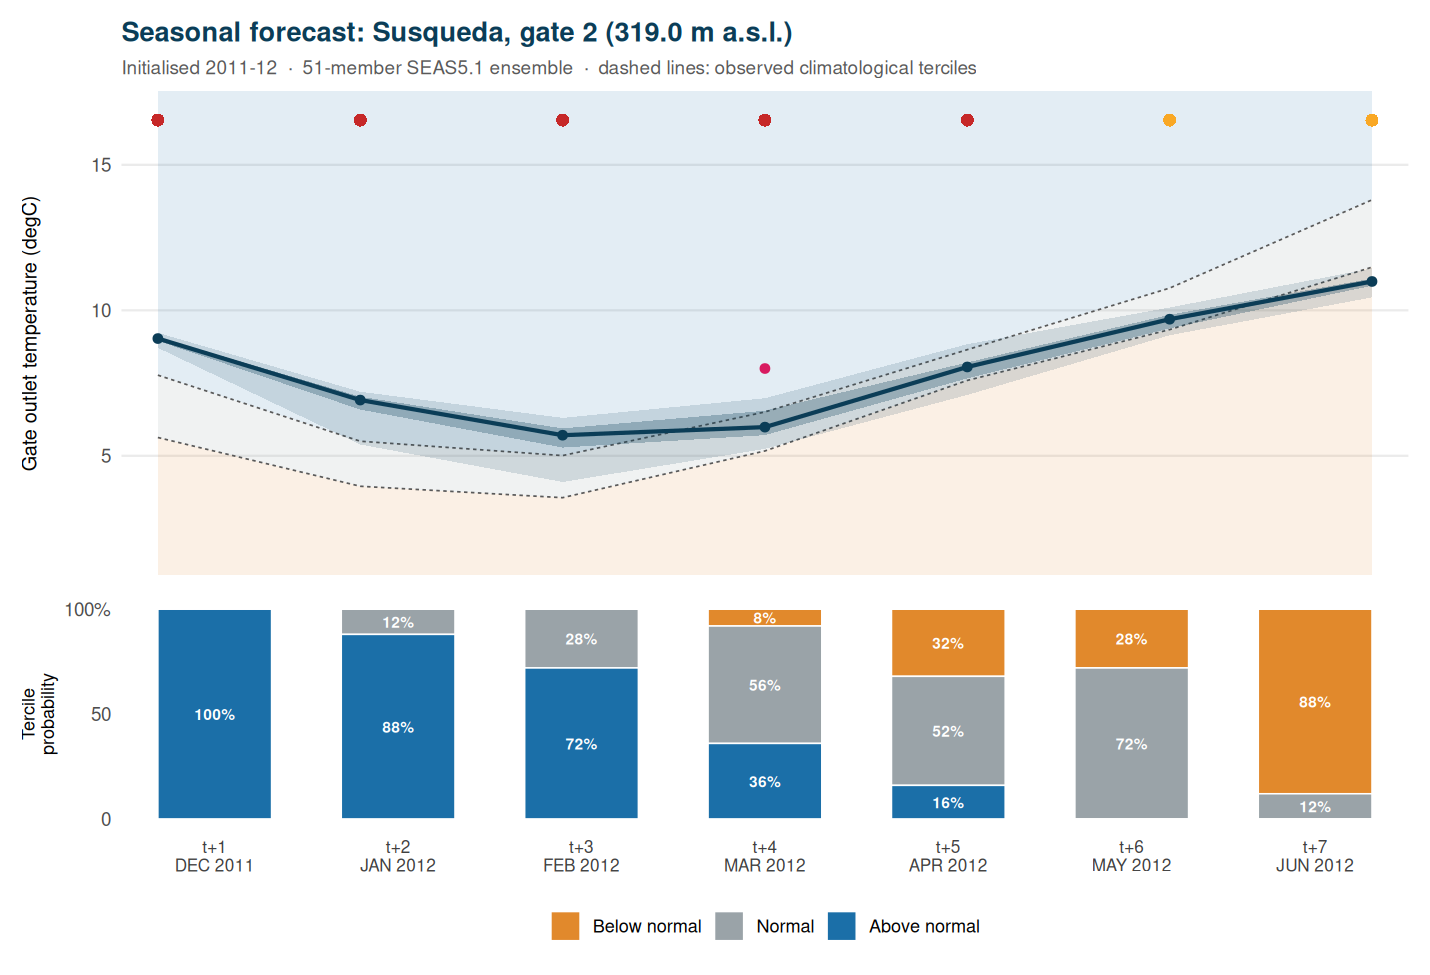 Seasonal forecast: Susqueda, gate 2 (319.0 m a.s.l.)
Initialised 2011-12 · 51-member SEAS5.1 ensemble · dashed lines: observed climatological terciles
Gate outlet temperature (degC)
15
10
5
Tercile
probability
100%
50
0
100%
12%
88%
28%
72%
8%
56%
36%
32%
52%
16%
28%
72%
88%
12%
t+1
DEC 2011
t+2
JAN 2012
t+3
FEB 2012
t+4
MAR 2012
t+5
APR 2012
t+6
MAY 2012
t+7
JUN 2012
Below normal
Normal
Above normal